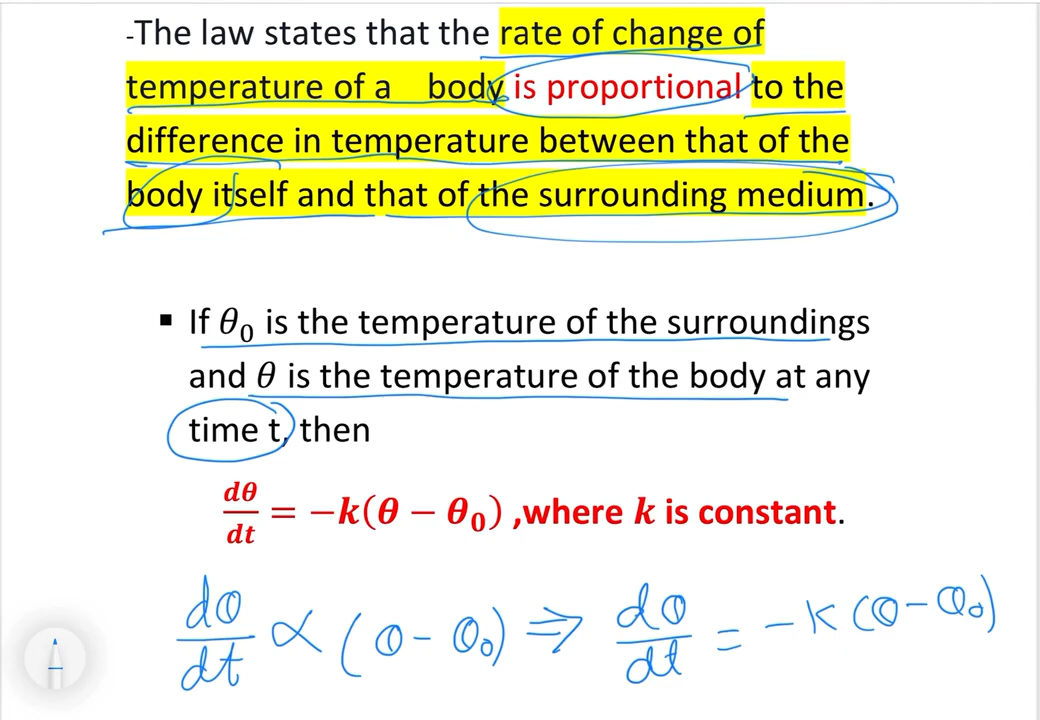 -The law states that the rate of change of
temperature of a body is proportional to the
difference in temperature between that of the
body itself and that of the surrounding medium.
▪ If θ₀ is the temperature of the surroundings
and θ is the temperature of the body at any
time t, then
dθ/dt = −k(θ − θ₀) ,where k is constant.
dθ/dt ∝ (θ − θ₀) ⇒ dθ/dt = −k(θ − θ₀)